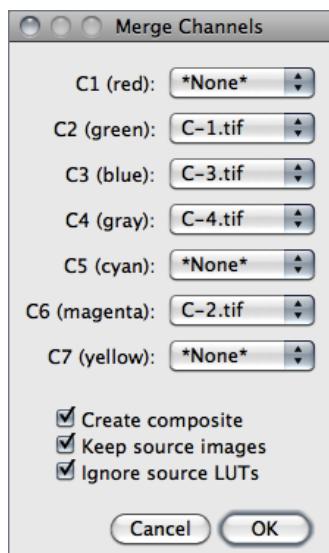 Merge Channels
C1 (red): *None*
C2 (green): C-1.tif
C3 (blue): C-3.tif
C4 (gray): C-4.tif
C5 (cyan): *None*
C6 (magenta): C-2.tif
C7 (yellow): *None*
Create composite
Keep source images
Ignore source LUTs
Cancel OK